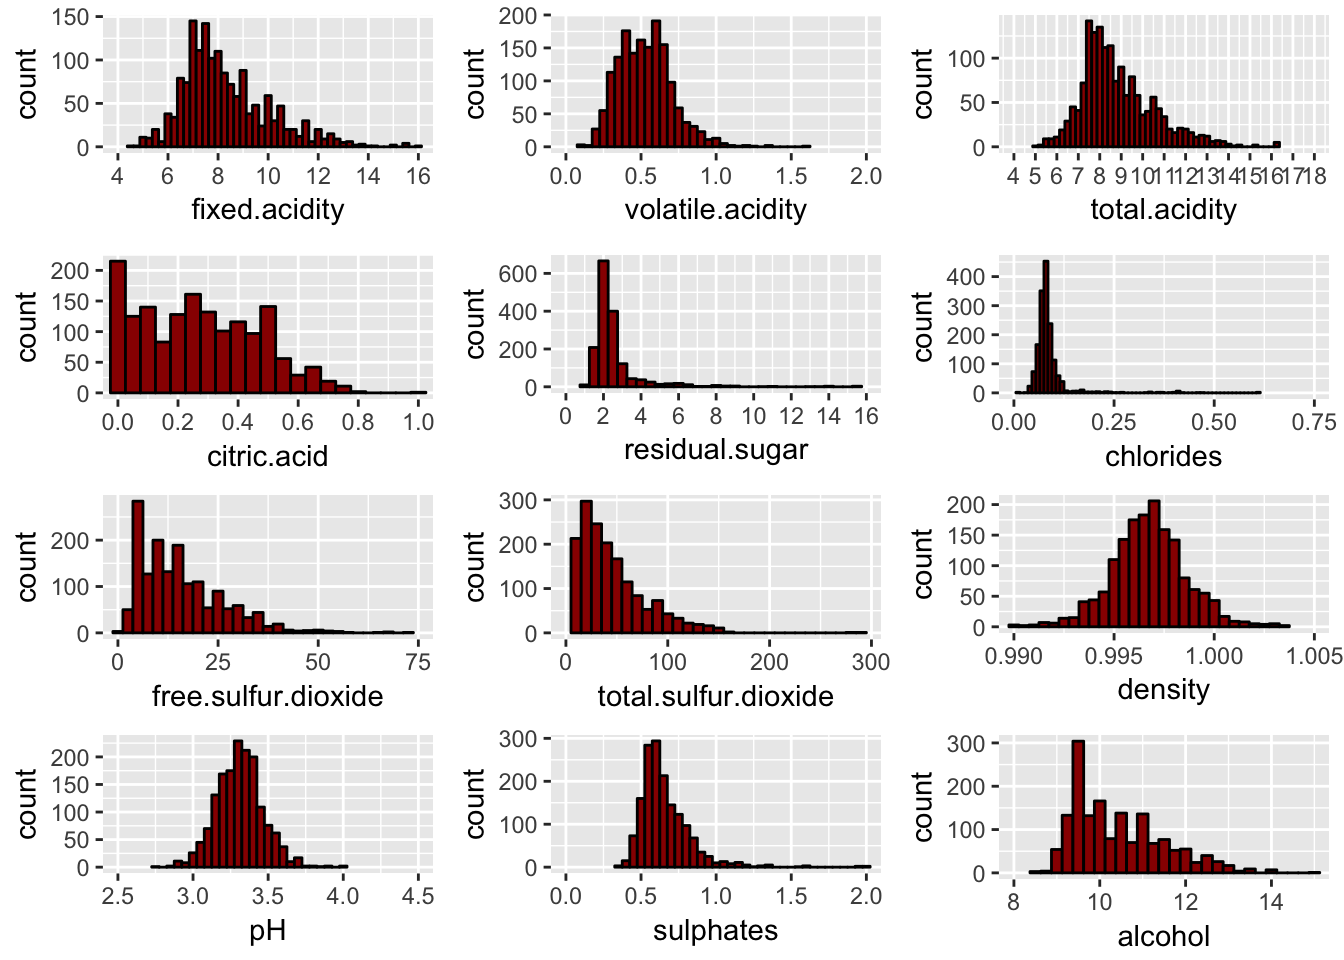 150
100
50
0
count
4 6 8 10 12 14 16
fixed.acidity
200
150
100
50
0
count
0.0 0.5 1.0 1.5 2.0
volatile.acidity
100
50
0
count
4 5 6 7 8 9 10 11 12 13 14 15 16 17 18
total.acidity
200
150
100
50
0
count
0.0 0.2 0.4 0.6 0.8 1.0
citric.acid
600
400
200
0
count
0 2 4 6 8 10 12 14 16
residual.sugar
400
300
200
100
0
count
0.00 0.25 0.50 0.75
chlorides
200
100
0
count
0 25 50 75
free.sulfur.dioxide
300
200
100
0
count
0 100 200 300
total.sulfur.dioxide
200
150
100
50
0
count
0.990 0.995 1.000 1.005
density
200
150
100
50
0
count
2.5 3.0 3.5 4.0 4.5
pH
300
200
100
0
count
0.0 0.5 1.0 1.5 2.0
sulphates
300
200
100
0
count
8 10 12 14
alcohol